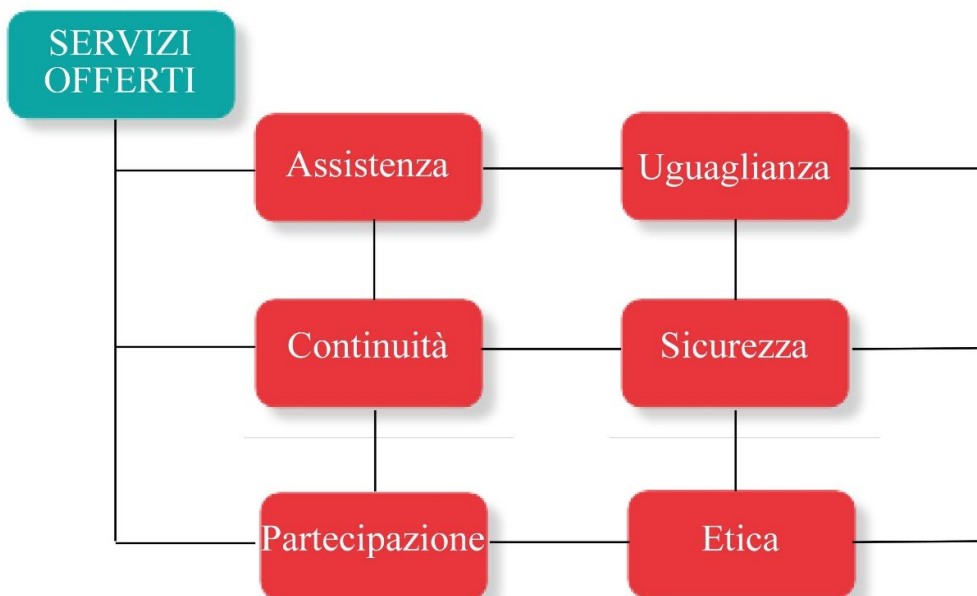 SERVIZI
OFFERTI
Assistenza
Uguaglianza
Continuità
Sicurezza
Partecipazione
Etica